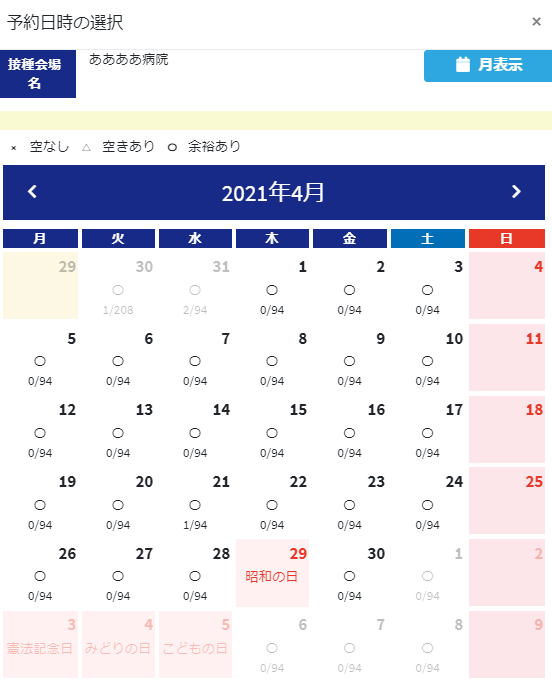 予約日時の選択 ×
接種会場名 ああああ病院 月表示
× 空なし △ 空きあり ○ 余裕あり
2021年4月
月 火 水 木 金 土 日
29 30 31 1 2 3 4
○ ○ ○ ○ ○
1/208 2/94 0/94 0/94 0/94
5 6 7 8 9 10 11
○ ○ ○ ○ ○ ○
0/94 0/94 0/94 0/94 0/94 0/94
12 13 14 15 16 17 18
○ ○ ○ ○ ○ ○
0/94 0/94 0/94 0/94 0/94 0/94
19 20 21 22 23 24 25
○ ○ ○ ○ ○ ○
0/94 0/94 1/94 0/94 0/94 0/94
26 27 28 29 30 1 2
○ ○ ○ 昭和の日 ○ ○
0/94 0/94 0/94 0/94 0/94
3 4 5 6 7 8 9
憲法記念日 みどりの日 こどもの日 ○ ○ ○
0/94 0/94 0/94